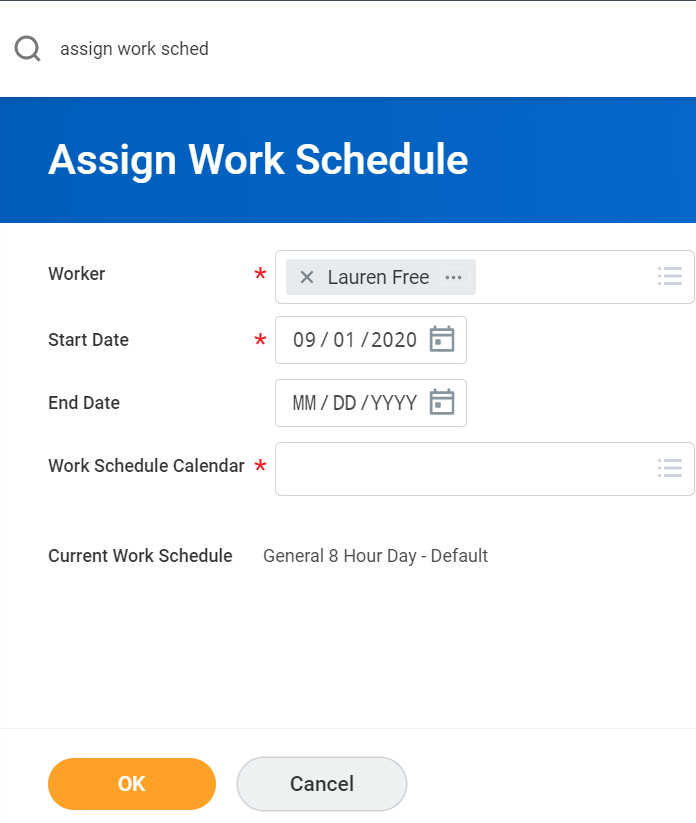 assign work sched
Assign Work Schedule
Worker * × Lauren Free ...
Start Date * 09 / 01 / 2020
End Date MM / DD / YYYY
Work Schedule Calendar *
Current Work Schedule General 8 Hour Day - Default
OK Cancel